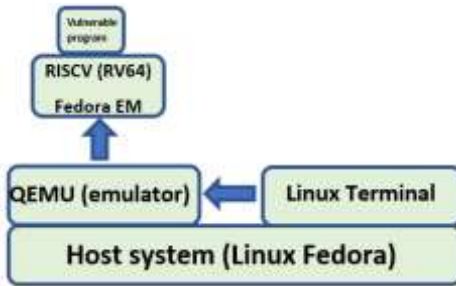 Vulnerable
program
RISCV (RV64)
Fedora EM
QEMU (emulator)
Linux Terminal
Host system (Linux Fedora)